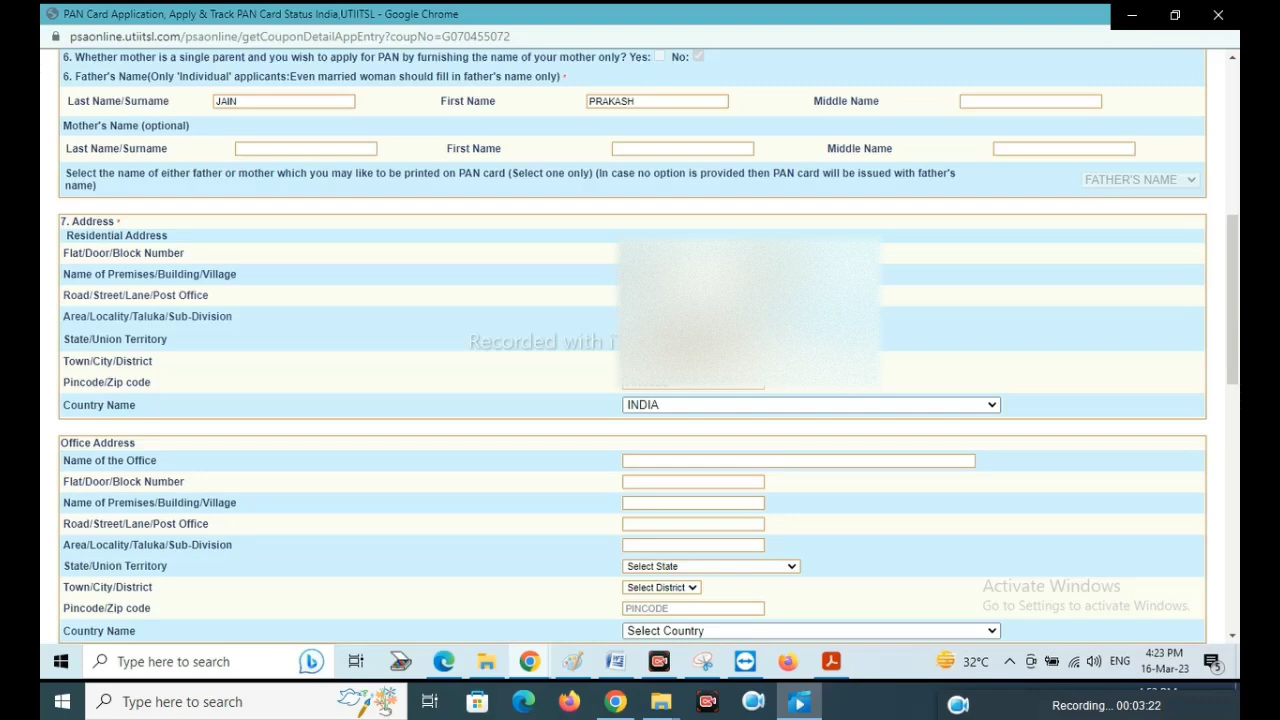 PAN Card Application, Apply & Track PAN Card Status India,UTIITSL - Google Chrome
psaonline.utiitsl.com/psaonline/getCouponDetailAppEntry?coupNo=G070455072
6. Whether mother is a single parent and you wish to apply for PAN by furnishing the name of your mother only? Yes: No:
6. Father's Name(Only 'Individual' applicants:Even married woman should fill in father's name only) *
Last Name/Surname JAIN First Name PRAKASH Middle Name
Mother's Name (optional)
Last Name/Surname First Name Middle Name
Select the name of either father or mother which you may like to be printed on PAN card (Select one only) (In case no option is provided then PAN card will be issued with father's
name) FATHER'S NAME
7. Address *
Residential Address
Flat/Door/Block Number
Name of Premises/Building/Village
Road/Street/Lane/Post Office
Area/Locality/Taluka/Sub-Division
State/Union Territory
Recorded with
Town/City/District
Pincode/Zip code
Country Name INDIA
Office Address
Name of the Office
Flat/Door/Block Number
Name of Premises/Building/Village
Road/Street/Lane/Post Office
Area/Locality/Taluka/Sub-Division
State/Union Territory Select State
Town/City/District Select District
Pincode/Zip code PINCODE
Country Name Select Country
Activate Windows
Go to Settings to activate Windows.
Type here to search 32°C ENG 4:23 PM
16-Mar-23 5
Type here to search Recording... 00:03:22